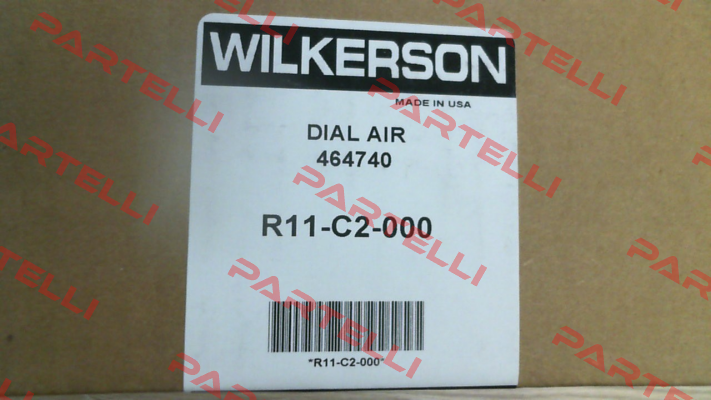 WILKERSON
MADE IN USA
DIAL AIR
464740
R11-C2-000
*R11-C2-000*
PARTELLI
PARTELLI
PARTELLI
PARTELLI
PARTELLI
PARTELLI
PARTELLI
PARTELLI
PARTELLI